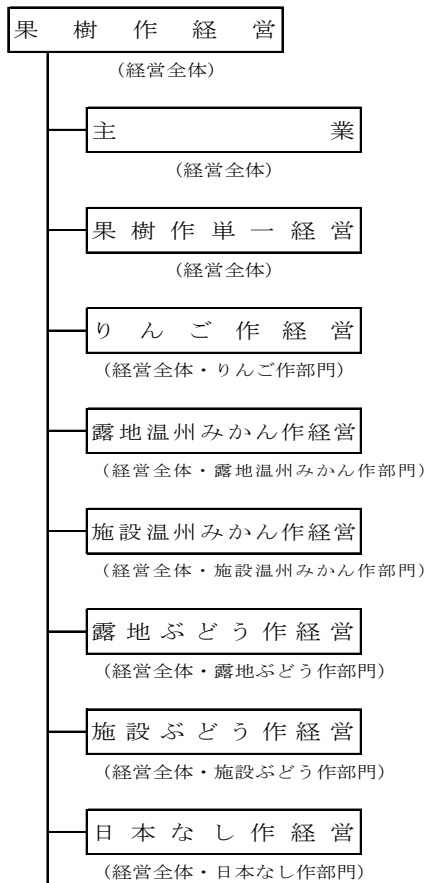 果樹作経営
（経営全体）
主業
（経営全体）
果樹作単一経営
（経営全体）
りんご作経営
（経営全体・りんご作部門）
露地温州みかん作経営
（経営全体・露地温州みかん作部門）
施設温州みかん作経営
（経営全体・施設温州みかん作部門）
露地ぶどう作経営
（経営全体・露地ぶどう作部門）
施設ぶどう作経営
（経営全体・施設ぶどう作部門）
日本なし作経営
（経営全体・日本なし作部門）